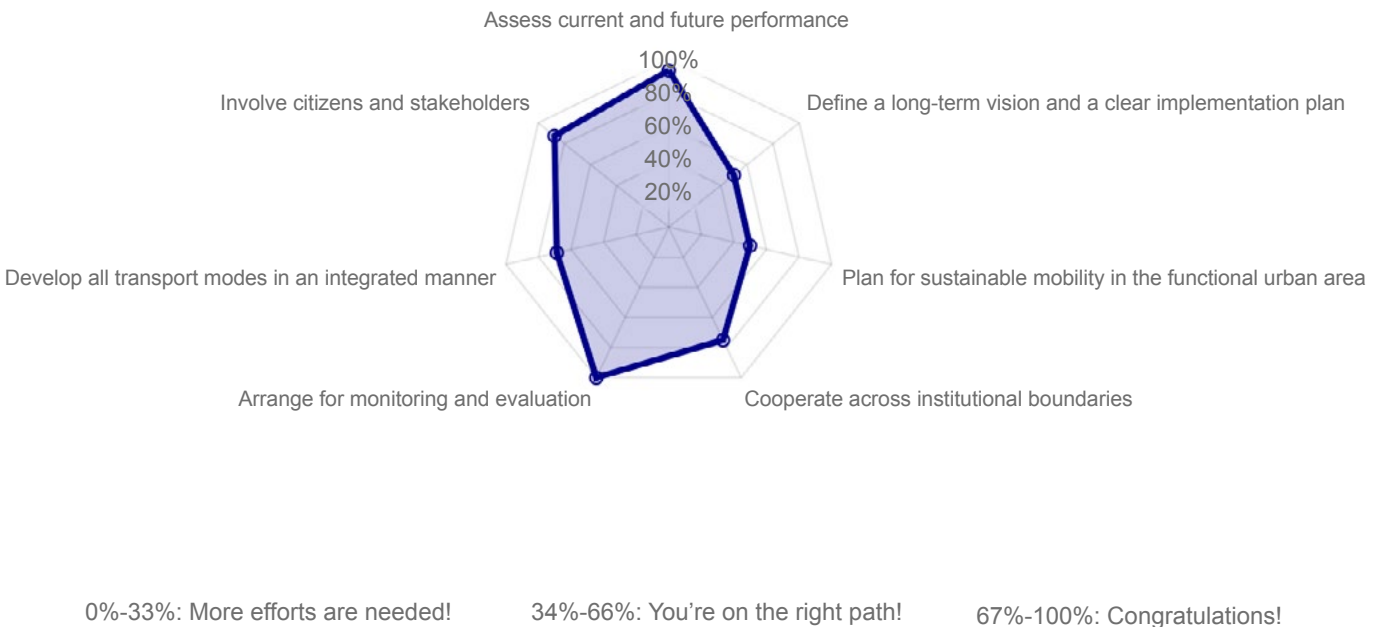 Assess current and future performance
100%
80%
60%
40%
20%
Involve citizens and stakeholders
Define a long-term vision and a clear implementation plan
Develop all transport modes in an integrated manner
Plan for sustainable mobility in the functional urban area
Arrange for monitoring and evaluation
Cooperate across institutional boundaries
0%-33%: More efforts are needed!
34%-66%: You’re on the right path!
67%-100%: Congratulations!